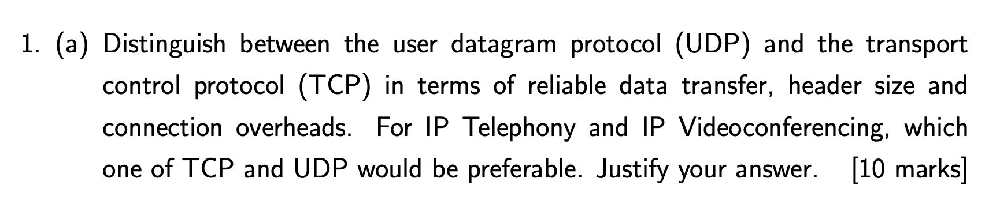 1. (a) Distinguish between the user datagram protocol (UDP) and the transport
control protocol (TCP) in terms of reliable data transfer, header size and
connection overheads. For IP Telephony and IP Videoconferencing, which
one of TCP and UDP would be preferable. Justify your answer. [10 marks]